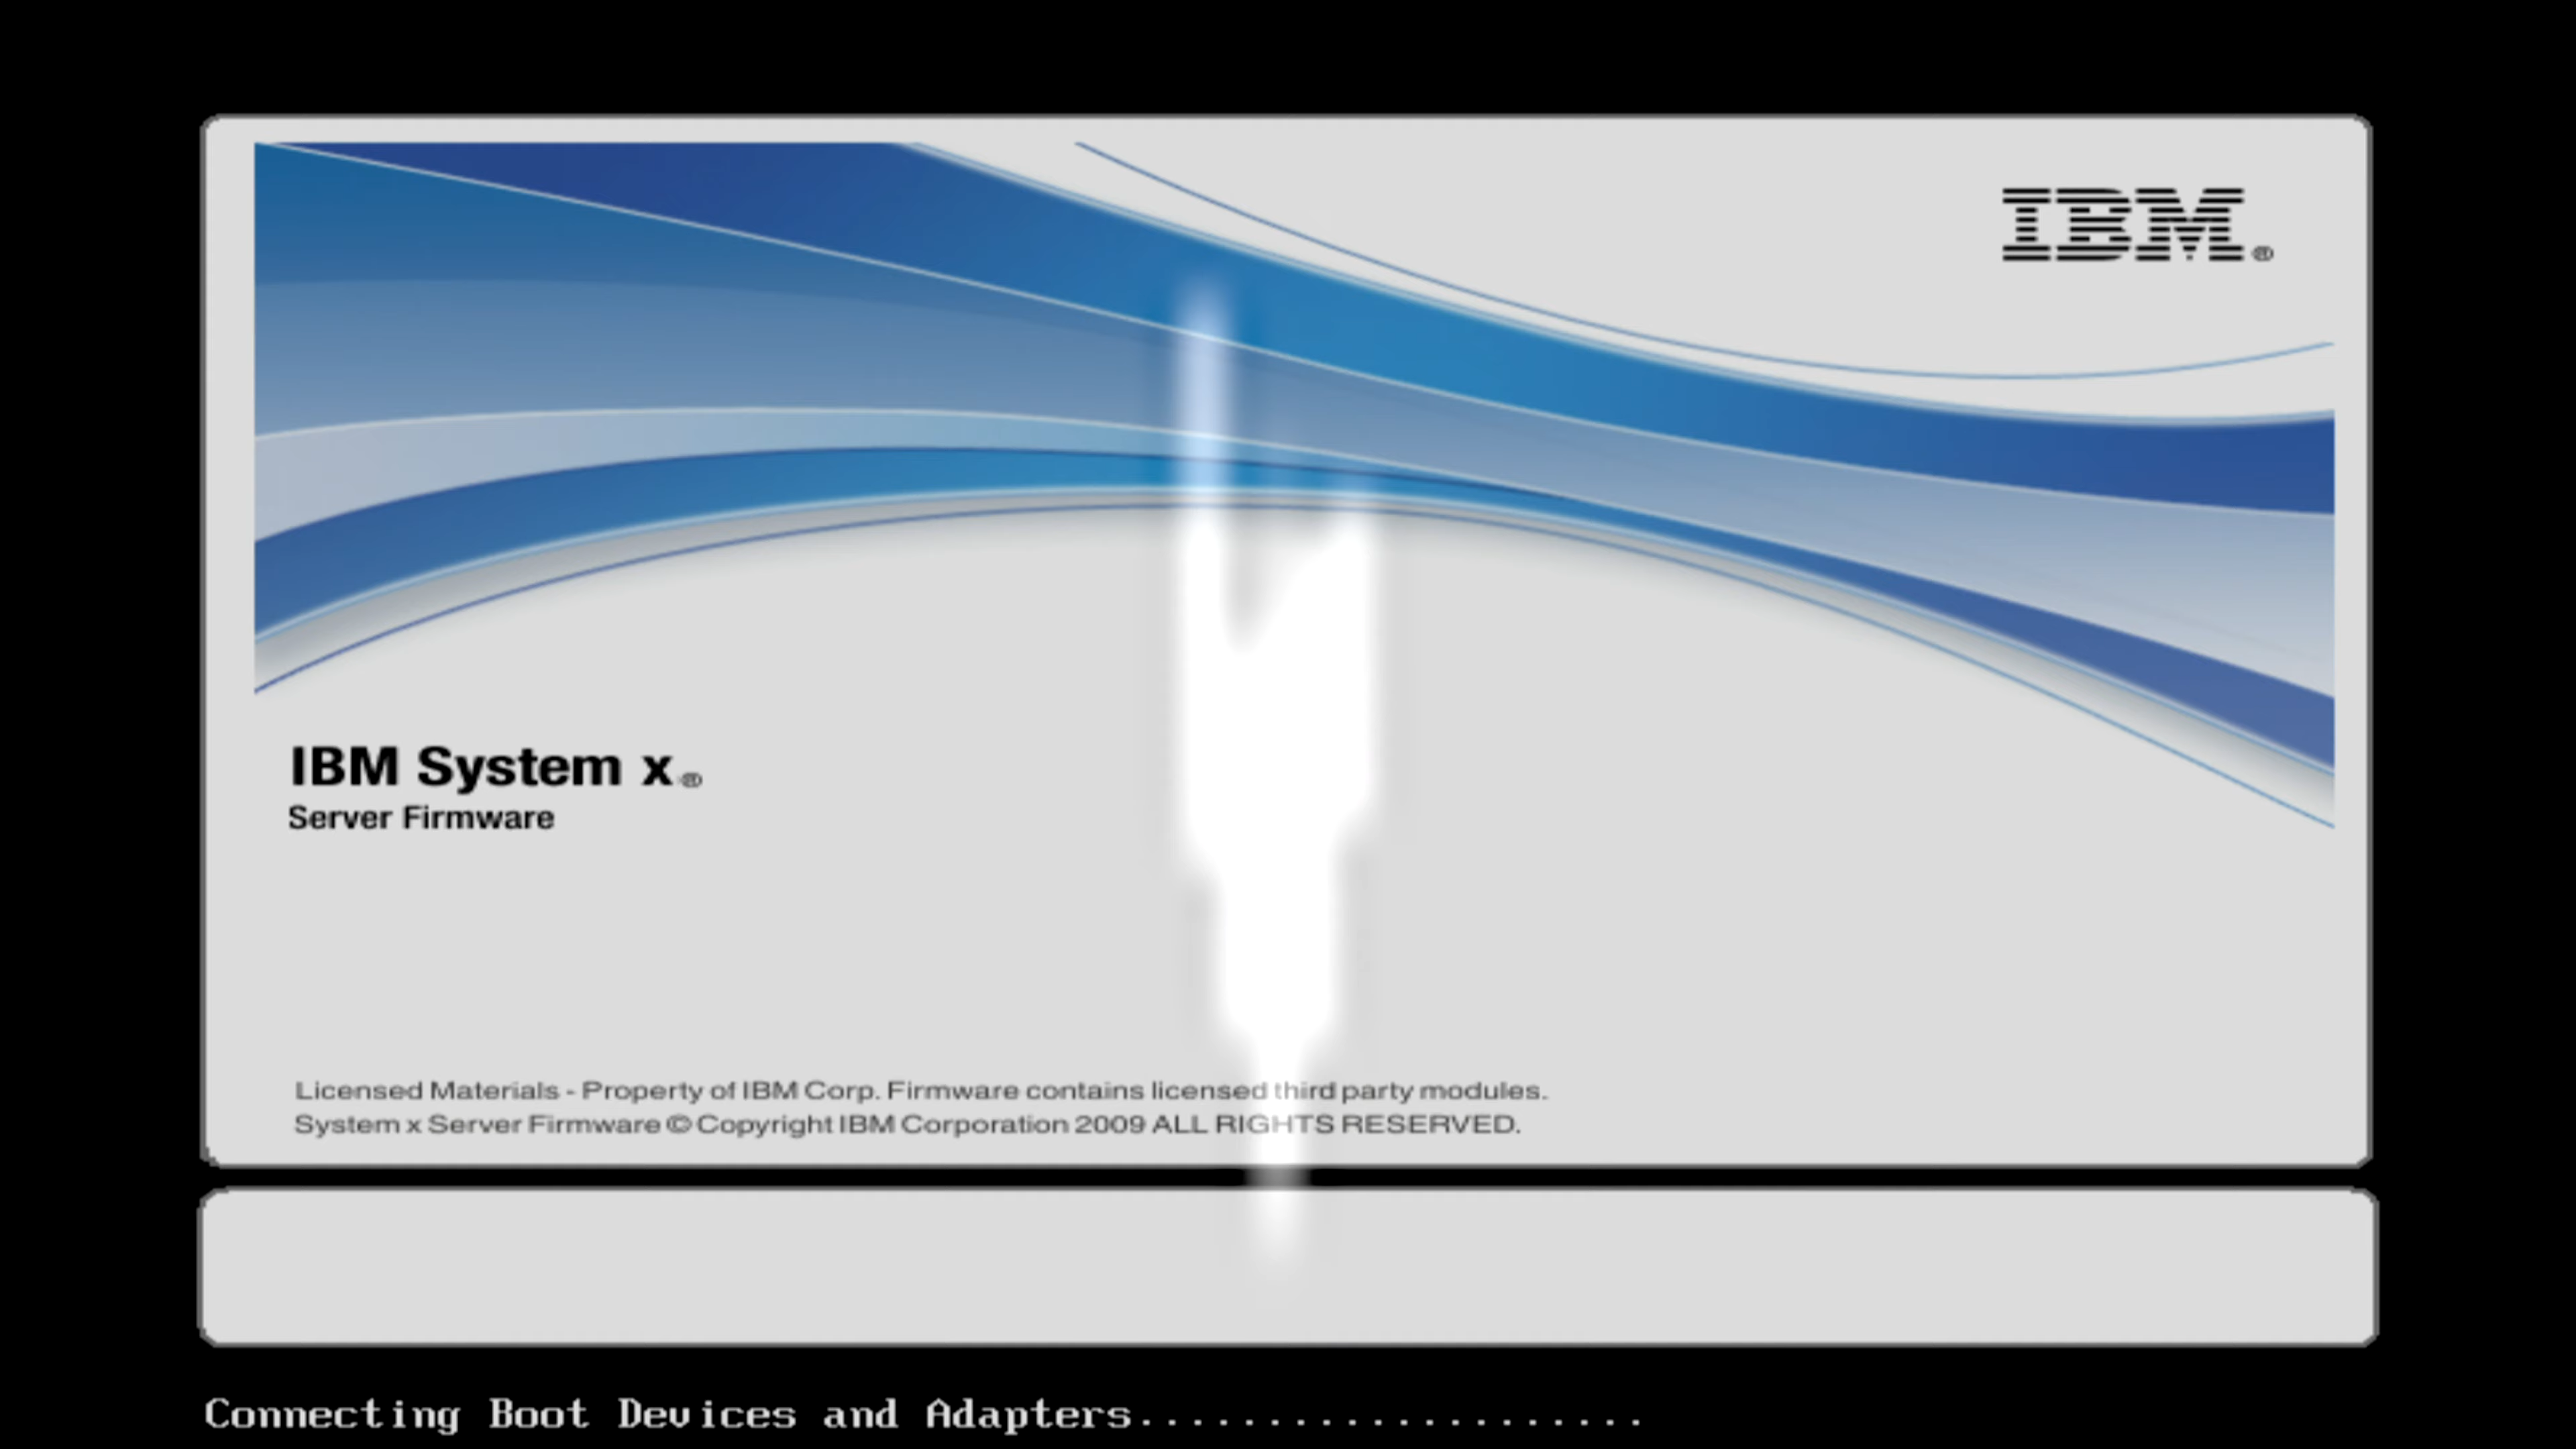 IBM®
IBM System x®
Server Firmware
Licensed Materials - Property of IBM Corp. Firmware contains licensed third party modules.
System x Server Firmware © Copyright IBM Corporation 2009 ALL RIGHTS RESERVED.
Connecting Boot Devices and Adapters....................